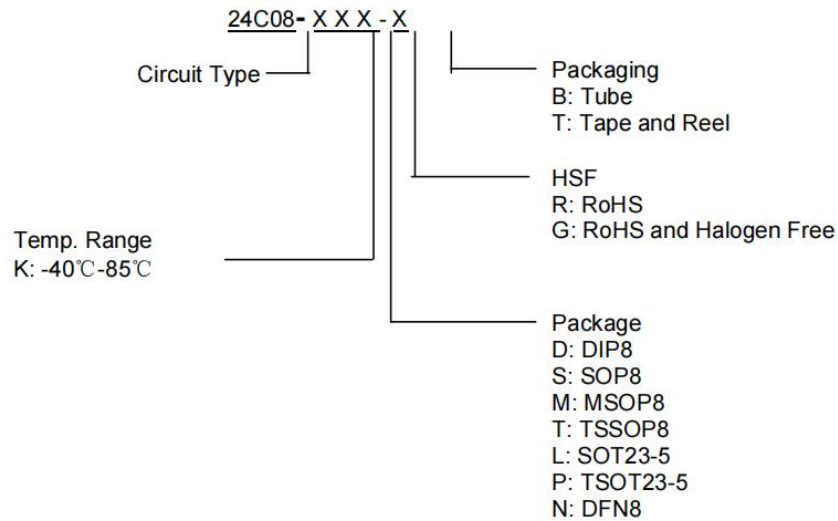 24C08- X X X - X
Circuit Type
Packaging
B: Tube
T: Tape and Reel
HSF
R: RoHS
G: RoHS and Halogen Free
Temp. Range
K: -40℃-85℃
Package
D: DIP8
S: SOP8
M: MSOP8
T: TSSOP8
L: SOT23-5
P: TSOT23-5
N: DFN8